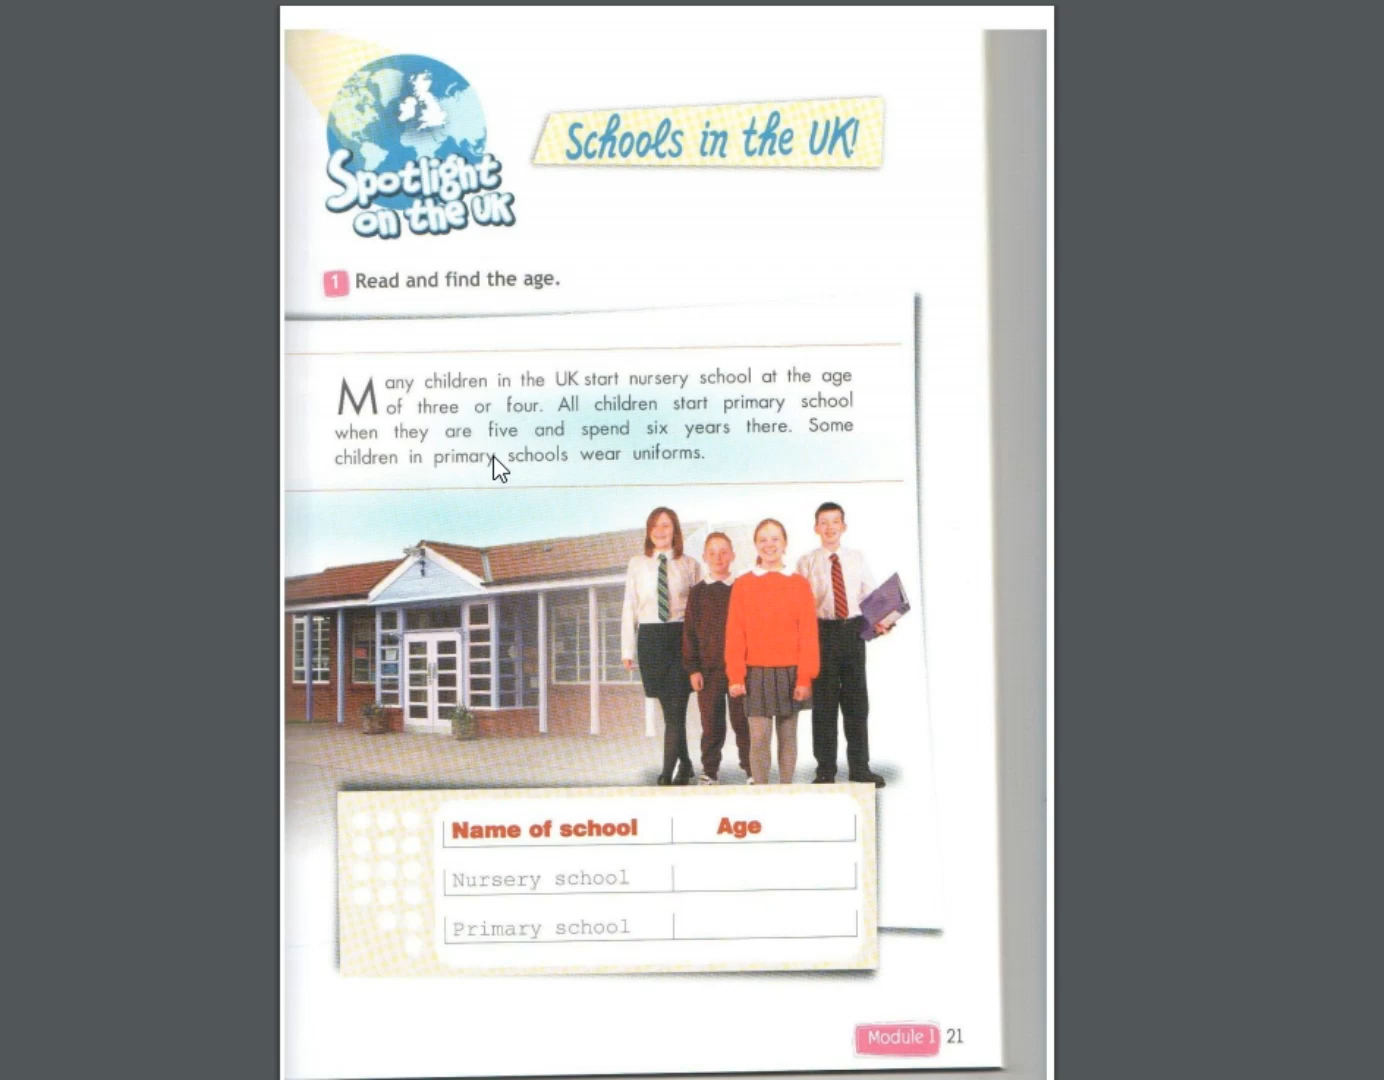 Spotlight
on the UK
Schools in the UK!
1 Read and find the age.
Many children in the UK start nursery school at the age
of three or four. All children start primary school
when they are five and spend six years there. Some
children in primary schools wear uniforms.
Name of school Age
Nursery school
Primary school
Module 1 21